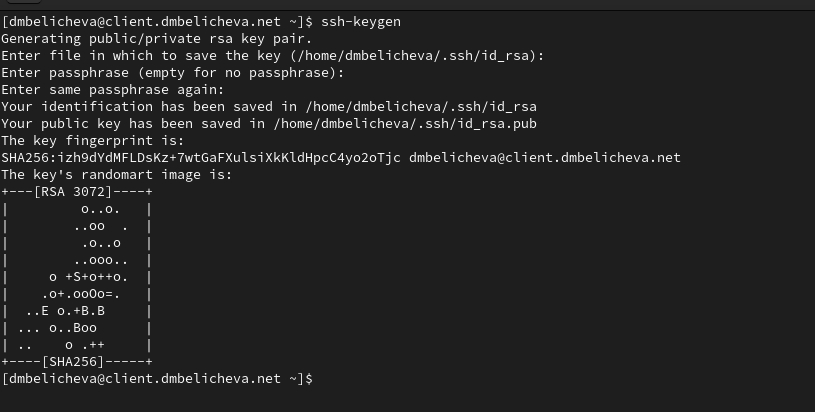 [dmbelicheva@client.dmbelicheva.net ~]$ ssh-keygen
Generating public/private rsa key pair.
Enter file in which to save the key (/home/dmbelicheva/.ssh/id_rsa):
Enter passphrase (empty for no passphrase):
Enter same passphrase again:
Your identification has been saved in /home/dmbelicheva/.ssh/id_rsa
Your public key has been saved in /home/dmbelicheva/.ssh/id_rsa.pub
The key fingerprint is:
SHA256:izh9dYdMFLDsKz+7wtGaFXulsiXkKldHpcC4yo2oTjc dmbelicheva@client.dmbelicheva.net
The key's randomart image is:
+---[RSA 3072]----+
|         o..o.   |
|        ..oo  .  |
|         .o..o   |
|        ..ooo..  |
|     o +S+o++o.  |
|    .o+.ooOo=.   |
|  ..E o.+B.B     |
| ... o..Boo      |
| ..    o .++     |
+----[SHA256]-----+
[dmbelicheva@client.dmbelicheva.net ~]$